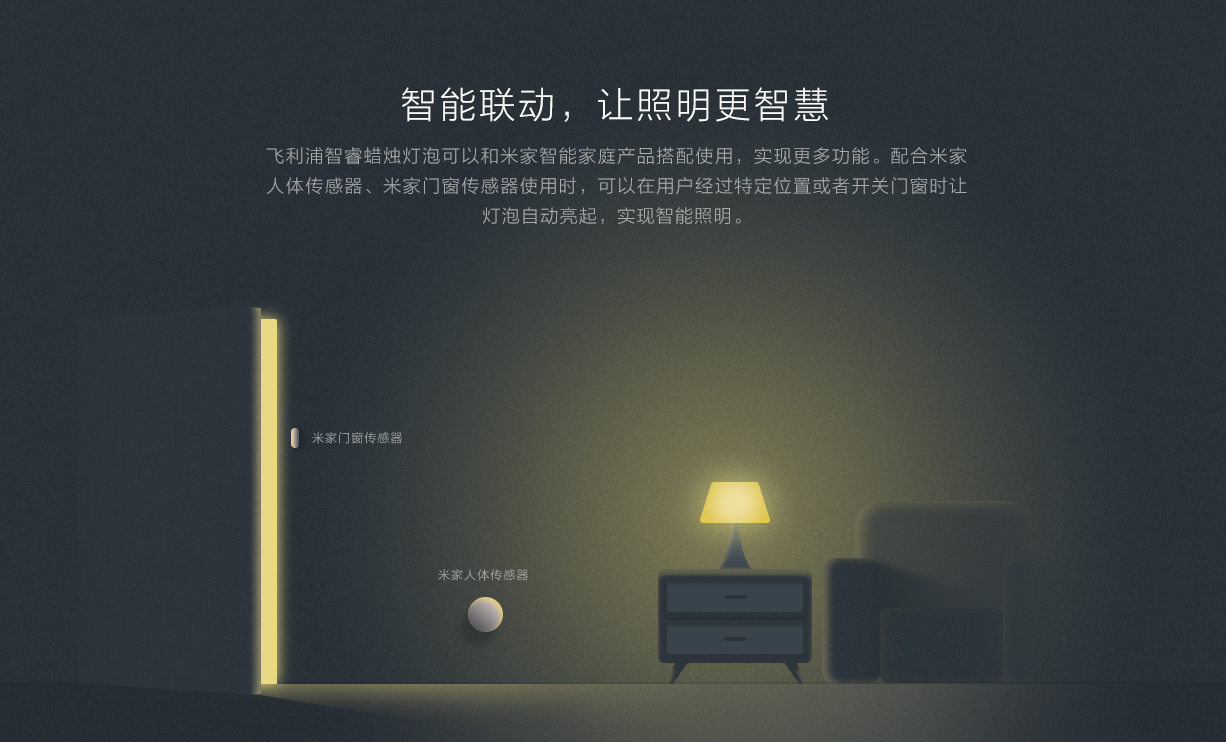 智能联动，让照明更智慧
飞利浦智睿蜡烛灯泡可以和米家智能家庭产品搭配使用，实现更多功能。配合米家
人体传感器、米家门窗传感器使用时，可以在用户经过特定位置或者开关门窗时让
灯泡自动亮起，实现智能照明。
米家门窗传感器
米家人体传感器